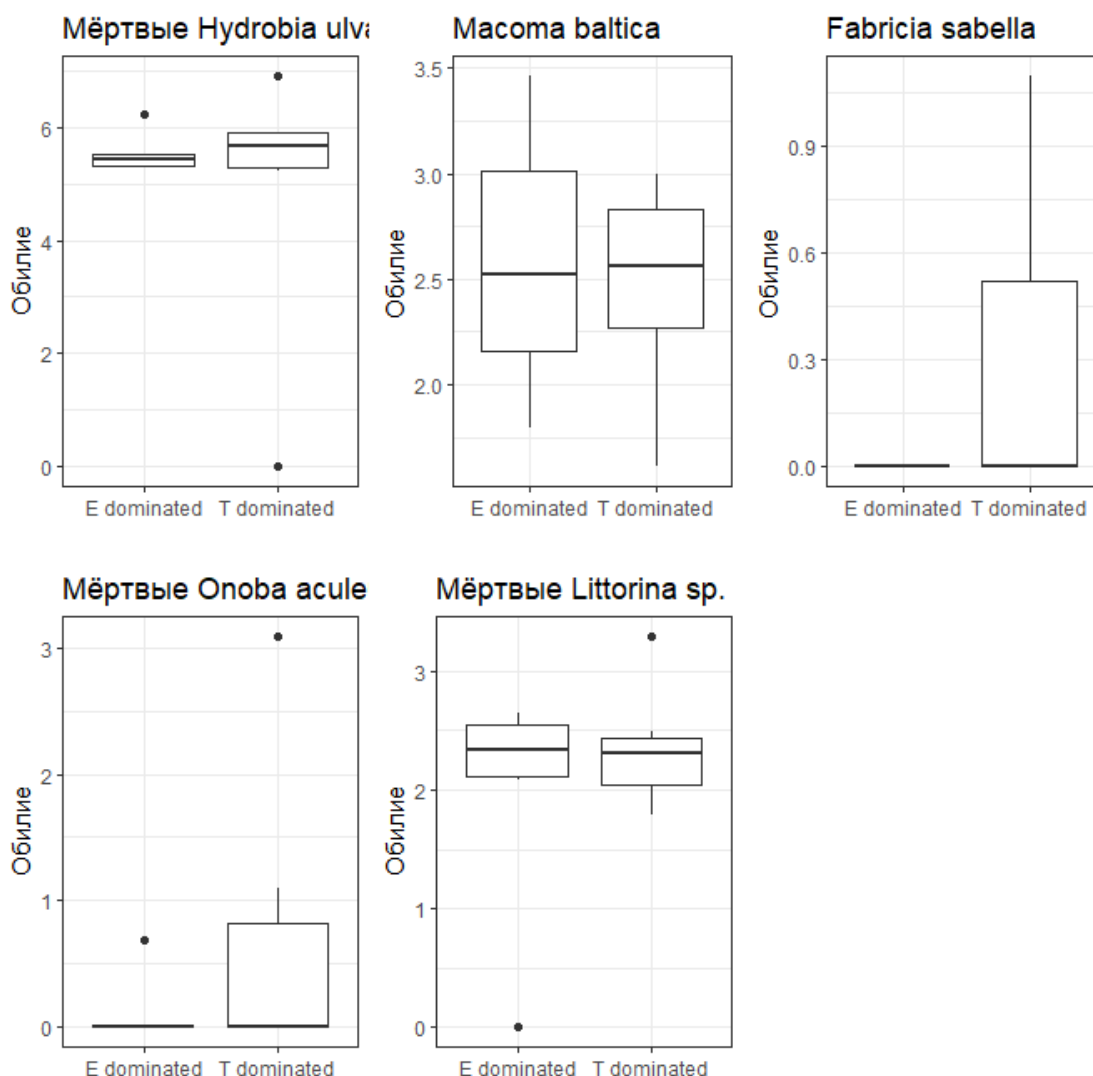 Мёртвые Hydrobia ulva
Обилие
6
4
2
0
E dominated T dominated
Macoma baltica
Обилие
3.5
3.0
2.5
2.0
E dominated T dominated
Fabricia sabella
Обилие
0.9
0.6
0.3
0.0
E dominated T dominated
Мёртвые Onoba acule
Обилие
3
2
1
0
E dominated T dominated
Мёртвые Littorina sp.
Обилие
3
2
1
0
E dominated T dominated